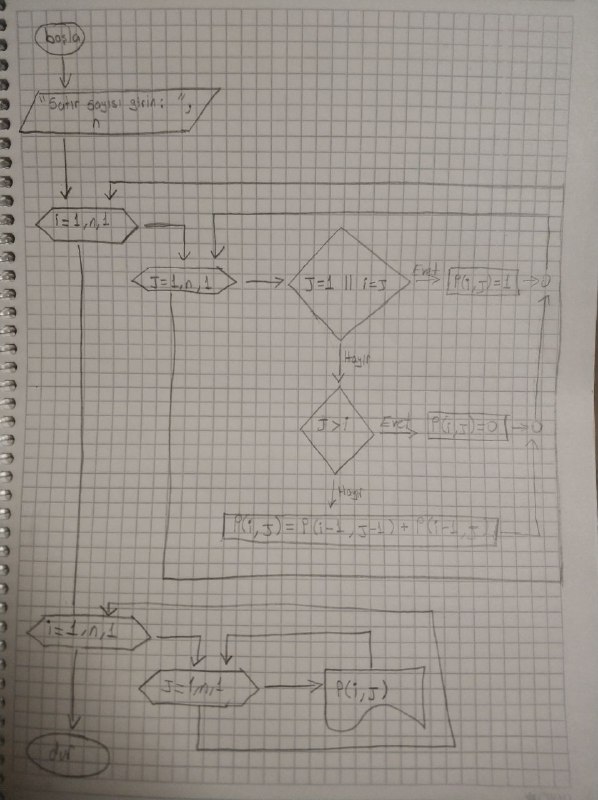 başla
"Satır sayısı girin: ",
n
i=1,n,1
J=1,n,1
J=1 || i=J
Evet
P(i,J)=1
Hayır
J>i
Evet
P(i,J)=0
Hayır
P(i,J)=P(i-1,J-1)+P(i-1,J)
i=1,n,1
J=1,n,1
P(i,J)
dur